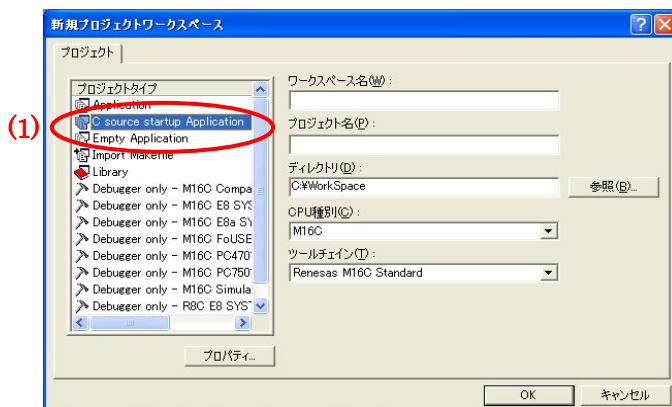 新規プロジェクトワークスペース
プロジェクト
プロジェクトタイプ
Application
(1)
C source startup Application
Empty Application
Import Makefile
Library
Debugger only - M16C Compa
Debugger only - M16C E8 SYS
Debugger only - M16C E8a SY
Debugger only - M16C FoUSE
Debugger only - M16C PC470
Debugger only - M16C PC750
Debugger only - M16C Simula
Debugger only - R8C E8 SYS
プロパティ...
ワークスペース名(W):
プロジェクト名(P):
ディレクトリ(D):
C:¥WorkSpace
参照(B)...
CPU種別(C):
M16C
ツールチェイン(T):
Renesas M16C Standard
OK
キャンセル